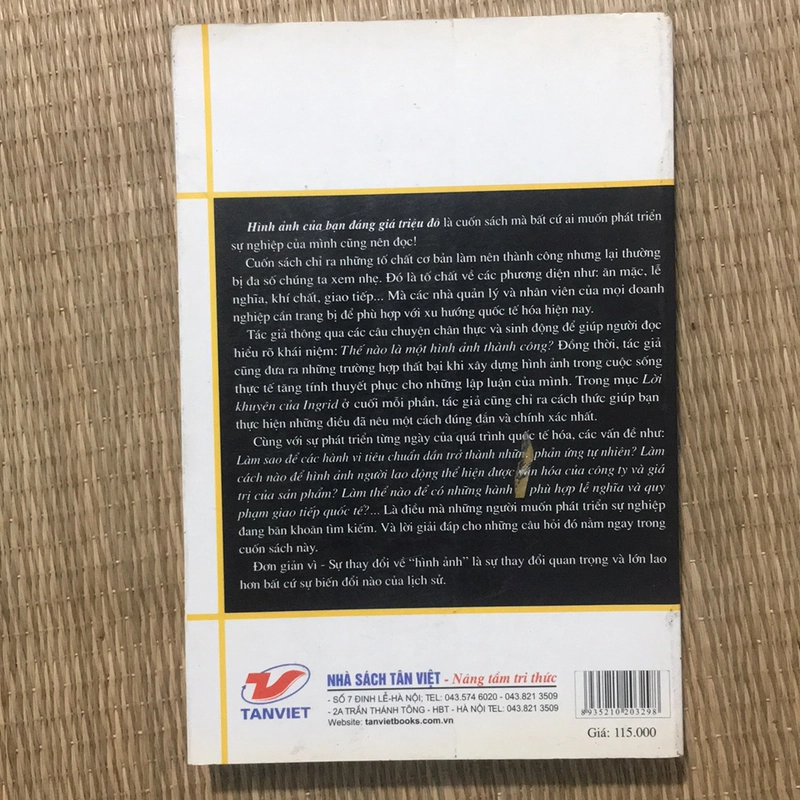 Hình ảnh của bạn đáng giá triệu đô là cuốn sách mà bất cứ ai muốn phát triển
sự nghiệp của mình cũng nên đọc!
Cuốn sách chỉ ra những tố chất cơ bản làm nên thành công nhưng lại thường
bị đa số chúng ta xem nhẹ. Đó là tố chất về các phương diện như: ăn mặc, lễ
nghĩa, khí chất, giao tiếp... Mà các nhà quản lý và nhân viên của mọi doanh
nghiệp cần trang bị để phù hợp với xu hướng quốc tế hóa hiện nay.
Tác giả thông qua các câu chuyện chân thực và sinh động để giúp người đọc
hiểu rõ khái niệm: Thế nào là một hình ảnh thành công? Đồng thời, tác giả
cũng đưa ra những trường hợp thất bại khi xây dựng hình ảnh trong cuộc sống
thực tế tăng tính thuyết phục cho những lập luận của mình. Trong mục Lời
khuyên của Ingrid ở cuối mỗi phần, tác giả cũng chỉ ra cách thức giúp bạn
thực hiện những điều đã nêu một cách đúng đắn và chính xác nhất.
Cùng với sự phát triển từng ngày của quá trình quốc tế hóa, các vấn đề như:
Làm sao để các hành vi tiêu chuẩn dần trở thành những phản ứng tự nhiên? Làm
cách nào để hình ảnh người lao động thể hiện được văn hóa của công ty và giá
trị của sản phẩm? Làm thế nào để có những hành phù hợp lễ nghĩa và quy
phạm giao tiếp quốc tế?... Là điều mà những người muốn phát triển sự nghiệp
đang băn khoăn tìm kiếm. Và lời giải đáp cho những câu hỏi đó nằm ngay trong
cuốn sách này.
Đơn giản vì - Sự thay đổi về “hình ảnh” là sự thay đổi quan trọng và lớn lao
hơn bất cứ sự biến đổi nào của lịch sử.
TANVIET
NHÀ SÁCH TÂN VIỆT - Nâng tầm tri thức
- SỐ 7 ĐINH LỄ-HÀ NỘI; TEL: 043.574 6020 - 043.821 3509
- 2A TRẦN THÁNH TÔNG - HBT - HÀ NỘI TEL: 043.821 3509
Website: tanvietbooks.com.vn
8 935210 203298
Giá: 115.000